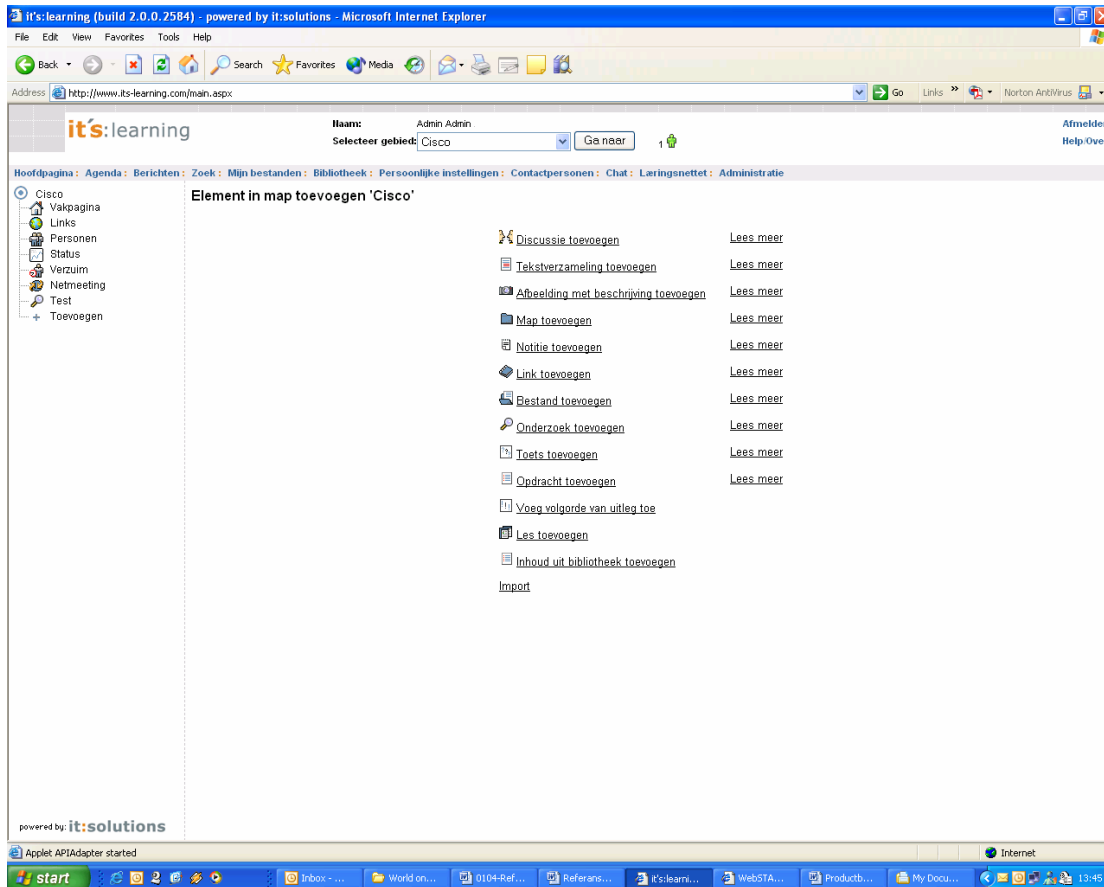 it's:learning (build 2.0.0.2584) - powered by it:solutions - Microsoft Internet Explorer
File Edit View Favorites Tools Help
Back Search Favorites Media
Address http://www.its-learning.com/main.aspx Go Links » Norton AntiVirus
it's:learning
Naam: Admin Admin
Selecteer gebied: Cisco Ga naar 1
Afmelde
Help/Ove
Hoofdpagina : Agenda : Berichten : Zoek : Mijn bestanden : Bibliotheek : Persoonlijke instellingen : Contactpersonen : Chat : Læringsnettet : Administratie
Cisco
Vakpagina
Links
Personen
Status
Verzuim
Netmeeting
Test
Toevoegen
Element in map toevoegen 'Cisco'
Discussie toevoegen Lees meer
Tekstverzameling toevoegen Lees meer
Afbeelding met beschrijving toevoegen Lees meer
Map toevoegen Lees meer
Notitie toevoegen Lees meer
Link toevoegen Lees meer
Bestand toevoegen Lees meer
Onderzoek toevoegen Lees meer
Toets toevoegen Lees meer
Opdracht toevoegen Lees meer
Voeg volgorde van uitleg toe
Les toevoegen
Inhoud uit bibliotheek toevoegen
Import
powered by: it:solutions
Applet APIAdapter started Internet
start Inbox - ... World on... 0104-Ref... Referans... it's:learni... WebSTA... Productb... My Docu... 13:45